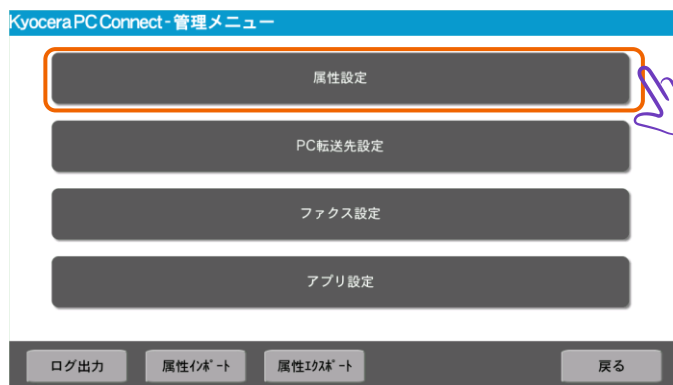 Kyocera PC Connect-管理メニュー
属性設定
PC転送先設定
ファクス設定
アプリ設定
ログ出力 属性ｲﾝﾎﾟｰﾄ 属性ｴｸｽﾎﾟｰﾄ 戻る